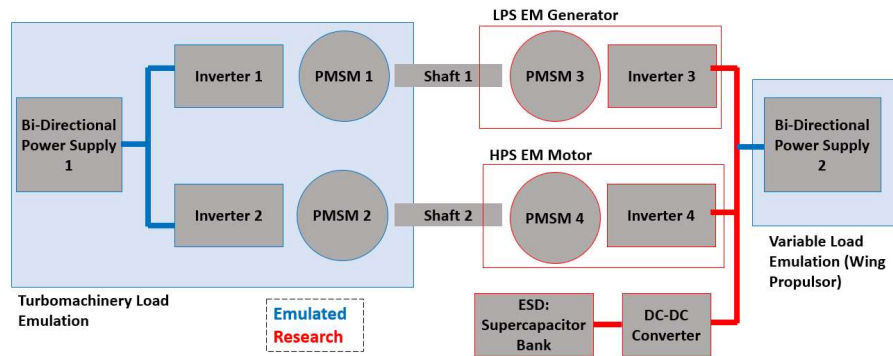 LPS EM Generator
Inverter 1
PMSM 1
Shaft 1
PMSM 3
Inverter 3
Bi-Directional
Power Supply
1
Bi-Directional
Power Supply
2
HPS EM Motor
Inverter 2
PMSM 2
Shaft 2
PMSM 4
Inverter 4
Variable Load
Emulation (Wing
Propulsor)
Turbomachinery Load
Emulation
Emulated
Research
ESD:
Supercapacitor
Bank
DC-DC
Converter